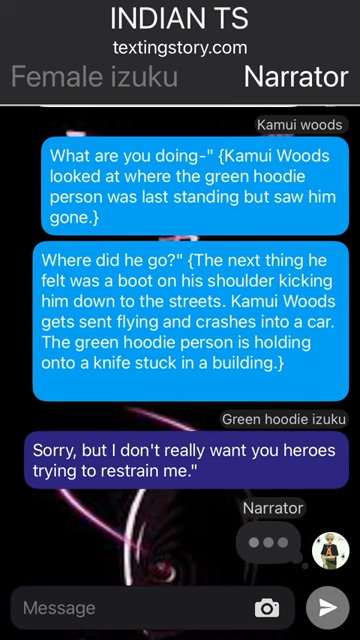 INDIAN TS
textingstory.com
Female izuku
Narrator
Kamui woods
What are you doing-" {Kamui Woods
looked at where the green hoodie
person was last standing but saw him
gone.}
Where did he go?" {The next thing he
felt was a boot on his shoulder kicking
him down to the streets. Kamui Woods
gets sent flying and crashes into a car.
The green hoodie person is holding
onto a knife stuck in a building.}
Green hoodie izuku
Sorry, but I don't really want you heroes
trying to restrain me."
Narrator
Message